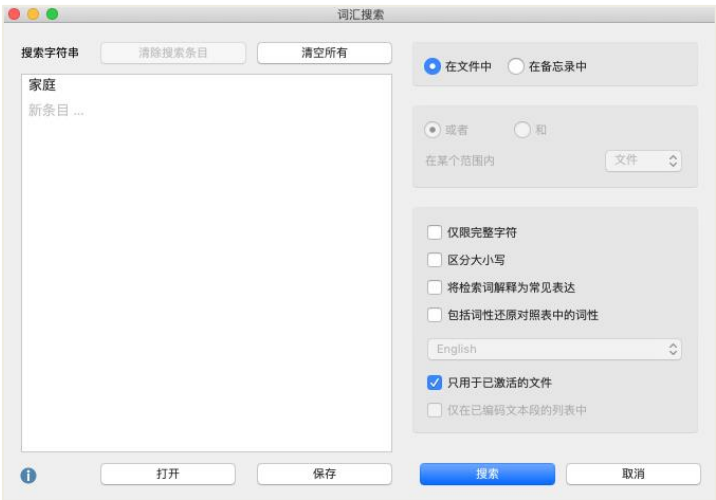 词汇搜索
搜索字符串 清除搜索条目 清空所有
家庭
新条目 ...
在文件中 在备忘录中
或者 和
在某个范围内 文件
仅限完整字符
区分大小写
将检索词解释为常见表达
包括词性还原对照表中的词性
English
只用于已激活的文件
仅在已编码文本段的列表中
打开 保存 搜索 取消